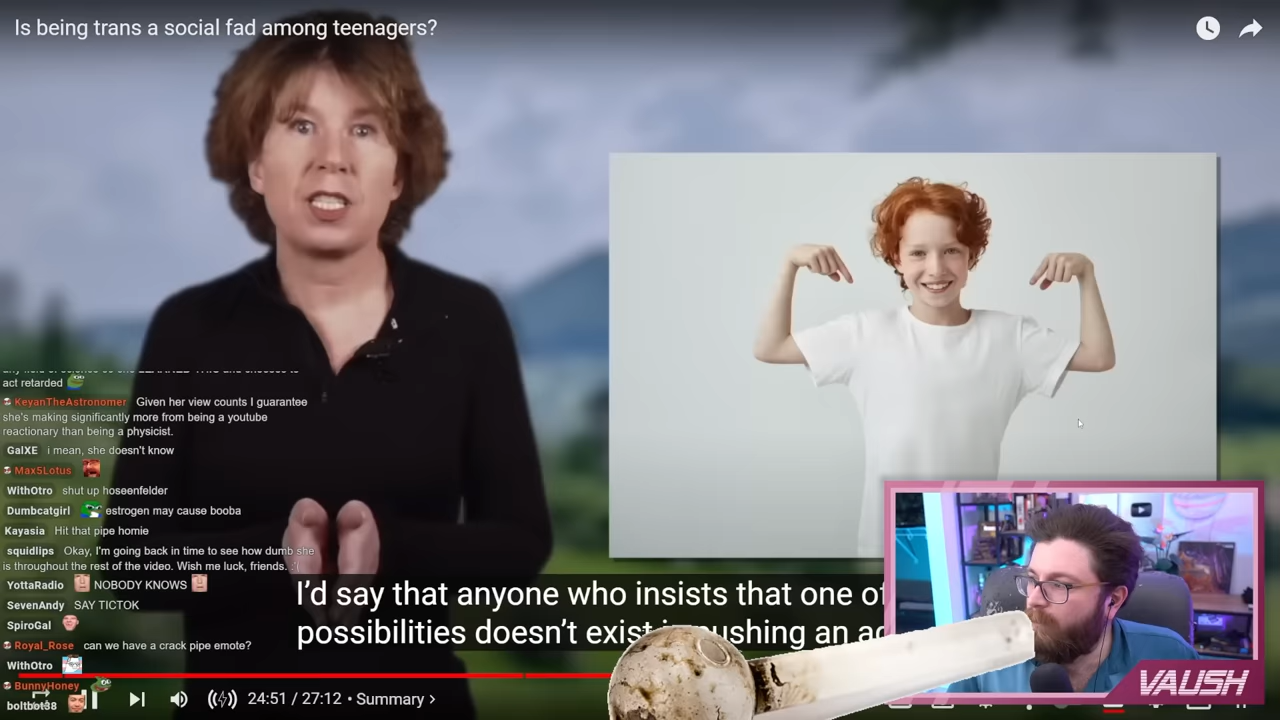 Is being trans a social fad among teenagers?
act retarded
KeyanTheAstronomer Given her view counts I guarantee
she's making significantly more from being a youtube
reactionary than being a physicist.
GalXE i mean, she doesn't know
Max5Lotus
WithOtro shut up hoseenfelder
Dumbcatgirl estrogen may cause booba
Kayasia Hit that pipe homie
squidlips Okay, I'm going back in time to see how dumb she
is throughout the rest of the video. Wish me luck, friends. :'(
YottaRadio NOBODY KNOWS
SevenAndy SAY TICTOK
SpiroGal
Royal_Rose can we have a crack pipe emote?
WithOtro
BunnyHoney
boltbot38
I'd say that anyone who insists that one of
possibilities doesn't exist is pushing an
24:51 / 27:12 • Summary
VAUSH